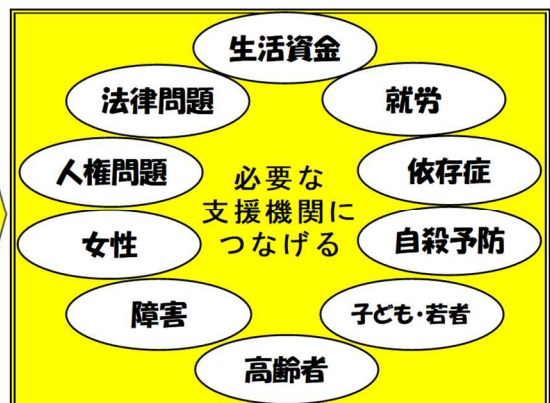 生活資金
法律問題
就労
人権問題
依存症
必要な
支援機関に
つなげる
女性
自殺予防
障害
子ども・若者
高齢者